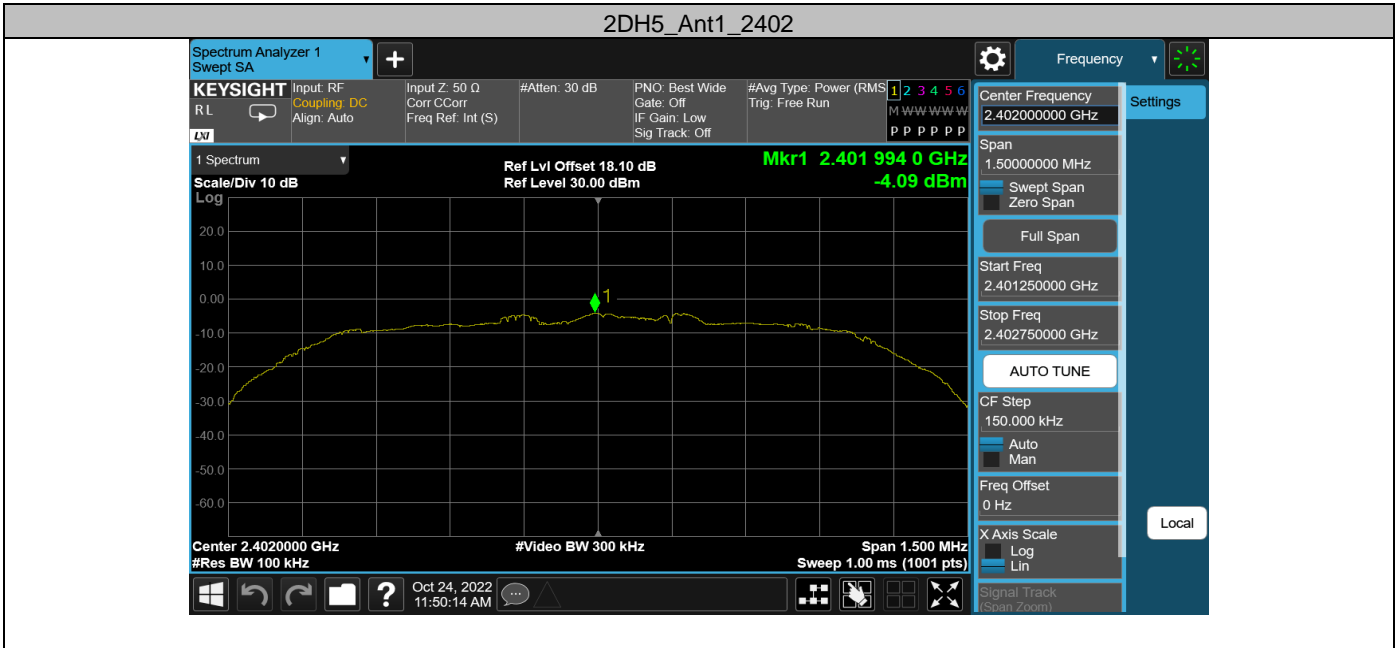 2DH5_Ant1_2402
Spectrum Analyzer 1
Swept SA
Frequency
KEYSIGHT
R L
LXI
Input: RF
Coupling: DC
Align: Auto
Input Z: 50 Ω
Corr CCorr
Freq Ref: Int (S)
#Atten: 30 dB
PNO: Best Wide
Gate: Off
IF Gain: Low
Sig Track: Off
#Avg Type: Power (RMS
Trig: Free Run
1 2 3 4 5 6
M W W W W W
P P P P P P
1 Spectrum
Scale/Div 10 dB
Ref Lvl Offset 18.10 dB
Ref Level 30.00 dBm
Mkr1 2.401 994 0 GHz
-4.09 dBm
Log
20.0
10.0
0.00
-10.0
-20.0
-30.0
-40.0
-50.0
-60.0
1
Center 2.4020000 GHz
#Res BW 100 kHz
#Video BW 300 kHz
Span 1.500 MHz
Sweep 1.00 ms (1001 pts)
Oct 24, 2022
11:50:14 AM
Center Frequency
2.402000000 GHz
Span
1.50000000 MHz
Swept Span
Zero Span
Full Span
Start Freq
2.401250000 GHz
Stop Freq
2.402750000 GHz
AUTO TUNE
CF Step
150.000 kHz
Auto
Man
Freq Offset
0 Hz
X Axis Scale
Log
Lin
Signal Track
(Span Zoom)
Settings
Local